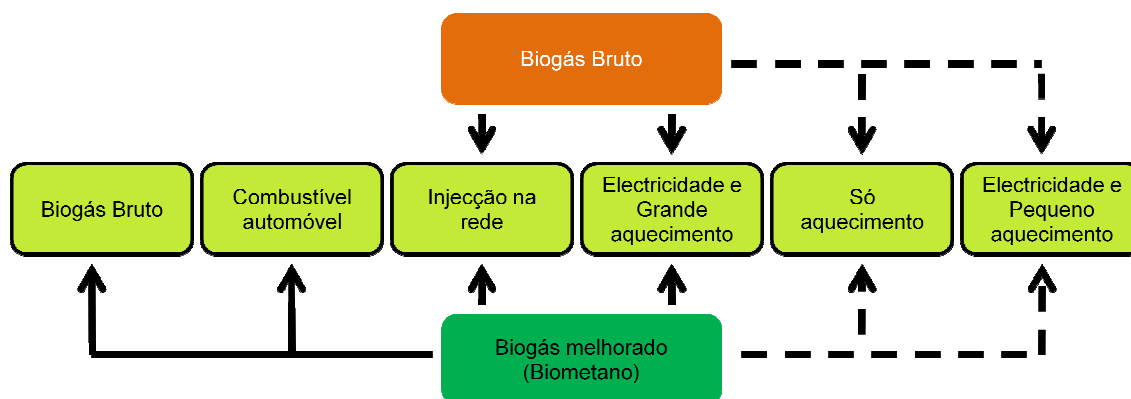 Biogás Bruto
Biogás Bruto
Combustível
automóvel
Injecção na
rede
Electricidade e
Grande
aquecimento
Só
aquecimento
Electricidade e
Pequeno
aquecimento
Biogás melhorado
(Biometano)